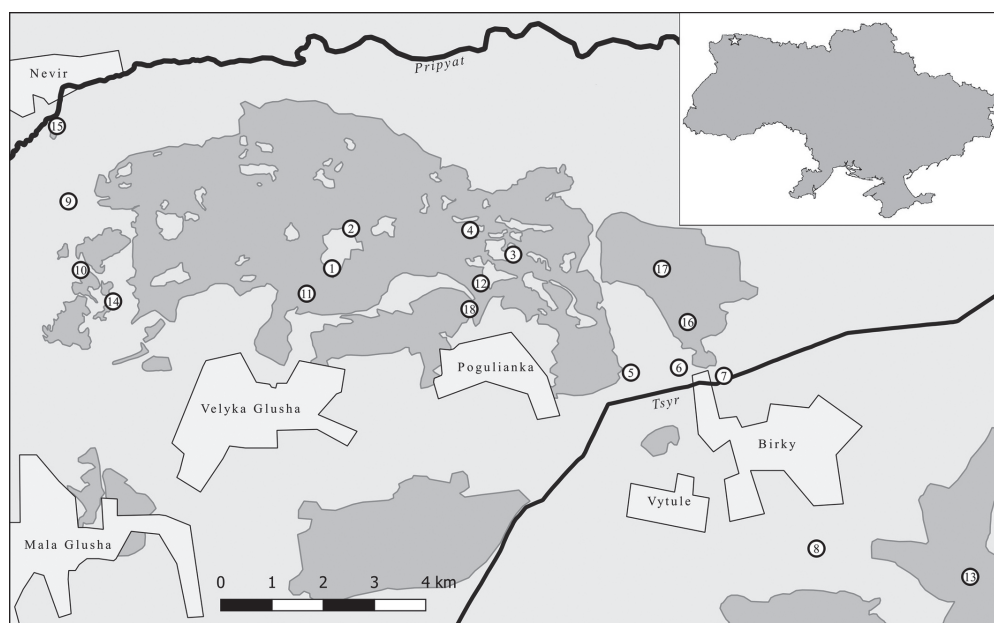 Pripyat
Nevir
15
9
2
4
3
10
1
17
12
11
14
18
16
6
5
7
Pogulianka
Velyka Glusha
Tsyr
Birky
Vytule
Mala Glusha
8
13
0 1 2 3 4 km